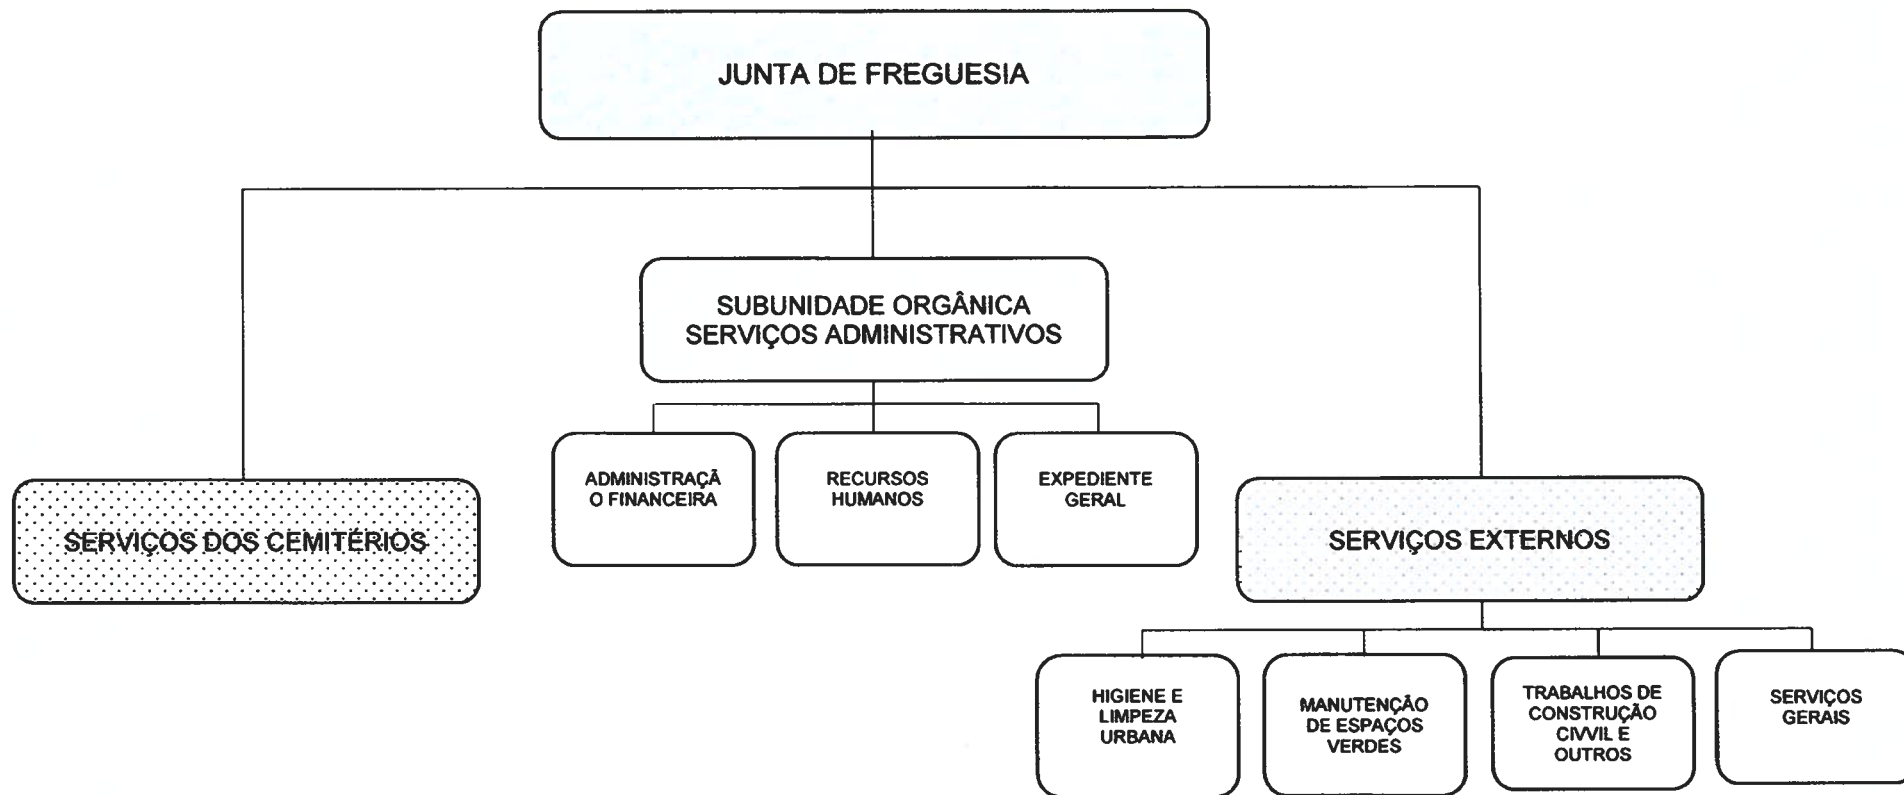 JUNTA DE FREGUESIA
SUBUNIDADE ORGÂNICA
SERVIÇOS ADMINISTRATIVOS
ADMINISTRAÇÃ
O FINANCEIRA
RECURSOS
HUMANOS
EXPEDIENTE
GERAL
SERVIÇOS DOS CEMITÉRIOS
SERVIÇOS EXTERNOS
HIGIENE E
LIMPEZA
URBANA
MANUTENÇÃO
DE ESPAÇOS
VERDES
TRABALHOS DE
CONSTRUÇÃO
CIVVIL E
OUTROS
SERVIÇOS
GERAIS